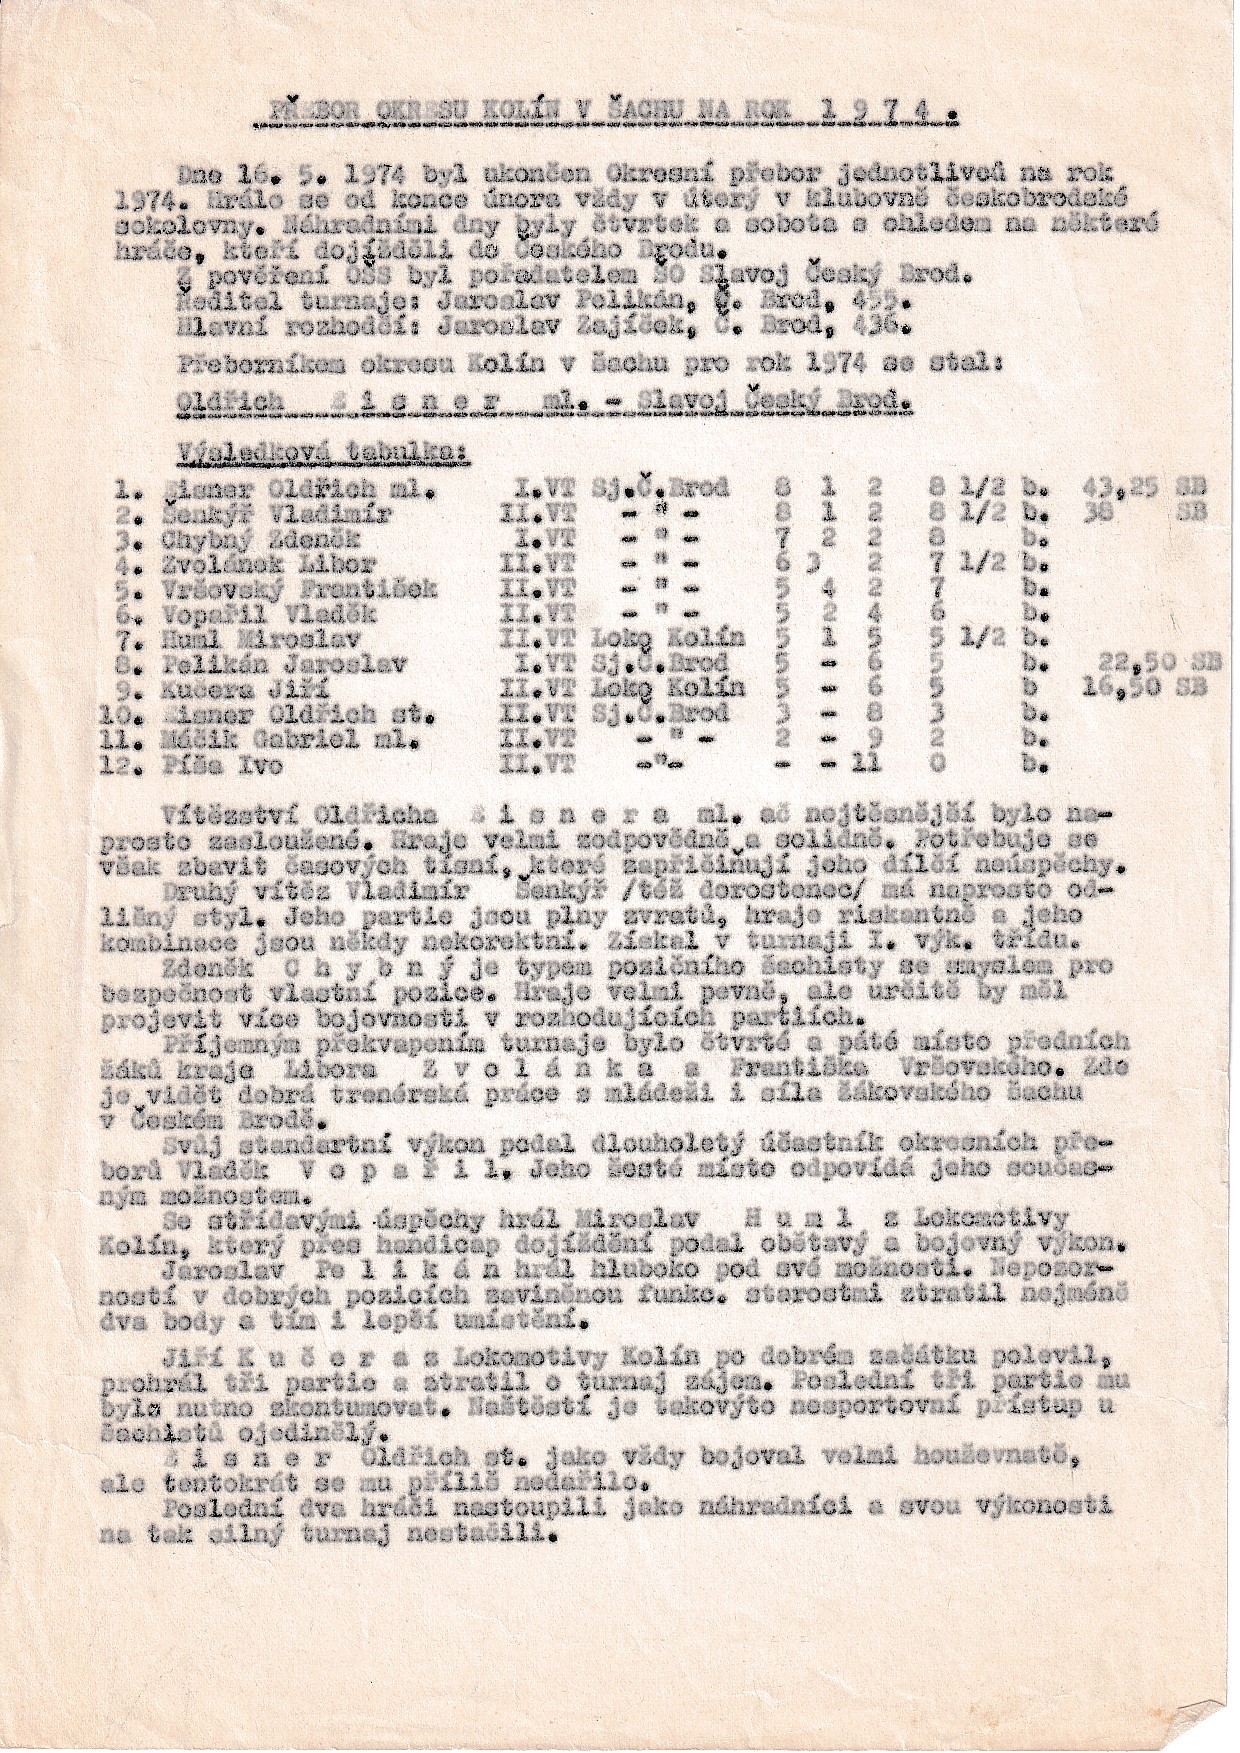 PŘEBOR OKRESU KOLÍN V ŠACHU NA ROK 1 9 7 4 .
Dne 16. 5. 1974 byl ukončen Okresní přebor jednotlivců na rok
1974. Hrálo se od konce února vždy v úterý v klubovně českobrodské
sokolovny. Náhradními dny byly čtvrtek a sobota s ohledem na některé
hráče, kteří dojížděli do Českého Brodu.
Z pověření OŠS byl pořadatelem ŠO Slavoj Český Brod.
Ředitel turnaje: Jaroslav Pelikán, Č. Brod, 455.
Hlavní rozhodčí: Jaroslav Zajíček, Č. Brod, 436.
Přeborníkem okresu Kolín v šachu pro rok 1974 se stal:
Oldřich E i s n e r ml. - Slavoj Český Brod.
Výsledková tabulka:
1. Eisner Oldřich ml. I.VT Sj.Č.Brod 8 1 2 8 1/2 b. 43,25 SB
2. Šenkýř Vladimír II.VT - " - 8 1 2 8 1/2 b. 38 SB
3. Chybný Zdeněk I.VT - " - 7 2 2 8 b.
4. Zvolánek Libor II.VT - " - 6 3 2 7 1/2 b.
5. Vršovský František II.VT - " - 5 4 2 7 b.
6. Vopařil Vladěk II.VT - " - 5 2 4 6 b.
7. Huml Miroslav II.VT Loko Kolín 5 1 5 5 1/2 b.
8. Pelikán Jaroslav I.VT Sj.Č.Brod 5 - 6 5 b. 22,50 SB
9. Kučera Jiří II.VT Loko Kolín 5 - 6 5 b 16,50 SB
10. Eisner Oldřich st. II.VT Sj.Č.Brod 3 - 8 3 b.
11. Máčik Gabriel ml. II.VT - " - 2 - 9 2 b.
12. Píša Ivo II.VT -"- - - 11 0 b.
Vítězství Oldřicha E i s n e r a ml. ač nejtěsnější bylo na-
prosto zasloužené. Hraje velmi zodpovědně a solidně. Potřebuje se
však zbavit časových tísní, které zapřičiňují jeho dílčí neúspěchy.
Druhý vítěz Vladimír Šenkýř /též dorostenec/ má naprosto od-
lišný styl. Jeho partie jsou plny zvratů, hraje riskantně a jeho
kombinace jsou někdy nekorektní. Získal v turnaji I. výk. třídu.
Zdeněk C h y b n ý je typem pozičního šachisty se smyslem pro
bezpečnost vlastní pozice. Hraje velmi pevně, ale určitě by měl
projevit více bojovnosti v rozhodujících partiích.
Příjemným překvapením turnaje bylo čtvrté a páté místo předních
žáků kraje Libora Z v o l á n k a a Františka Vršovského. Zde
je vidět dobrá trenérská práce s mládeží i síla žákovského šachu
v Českém Brodě.
Svůj standartní výkon podal dlouholetý účastník okresních pře-
borů Vladěk V o p a ř i l. Jeho šesté místo odpovídá jeho součas-
ným možnostem.
Se střídavými úspěchy hrál Miroslav H u m l z Lokomotivy
Kolín, který přes handicap dojíždění podal obětavý a bojovný výkon.
Jaroslav Pe l i k á n hrál hluboko pod své možnosti. Nepozor-
ností v dobrých pozicích zaviněnou funkc. starostmi ztratil nejméně
dva body a tím i lepší umístění.
Jiří K u č e r a z Lokomotivy Kolín po dobrém začátku polevil,
prohrál tři partie a ztratil o turnaj zájem. Poslední tři partie mu
bylo nutno skontumovat. Naštěstí je takovýto nesportovní přístup u
šachistů ojedinělý.
E i s n e r Oldřich st. jako vždy bojoval velmi houževnatě,
ale tentokrát se mu příliš nedařilo.
Poslední dva hráči nastoupili jako náhradníci a svou výkoností
na tak silný turnaj nestačili.